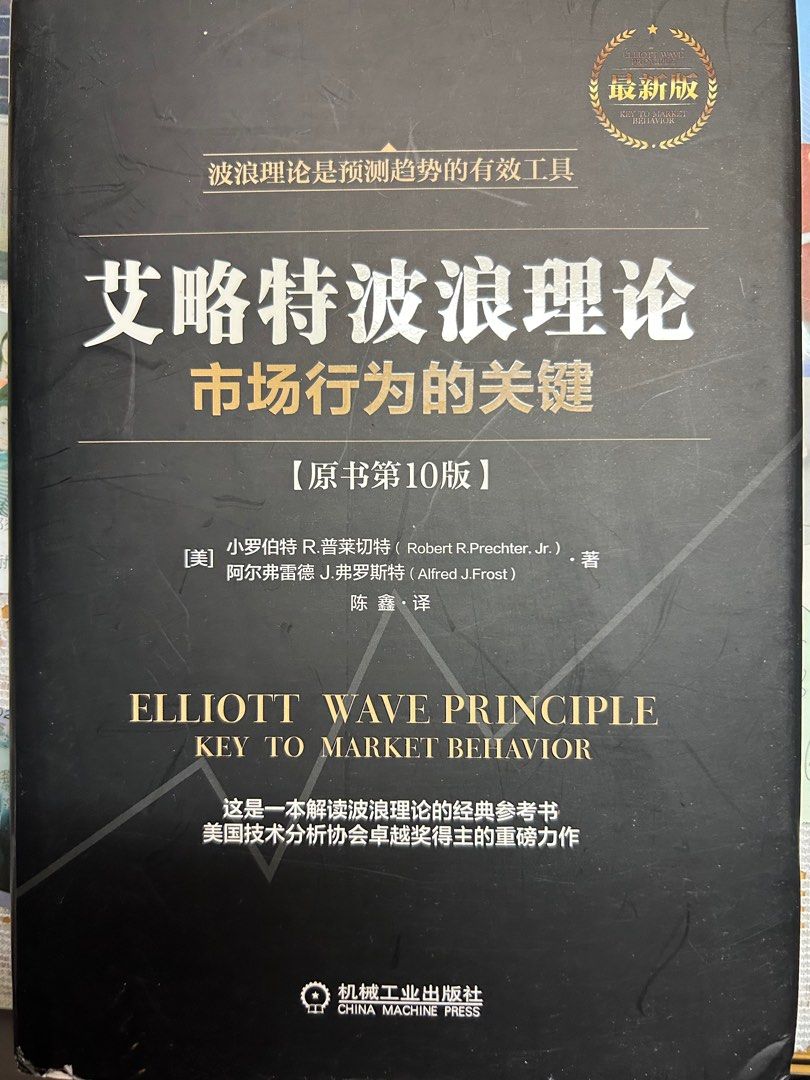 ELLIOTT WAVE
PRINCIPLE
最新版
KEY TO MARKET
BEHAVIOR
波浪理论是预测趋势的有效工具
艾略特波浪理论
市场行为的关键
【原书第10版】
[美] 小罗伯特 R.普莱切特（Robert R.Prechter, Jr.）
阿尔弗雷德 J.弗罗斯特（Alfred J.Frost） ·著
陈 鑫·译
ELLIOTT WAVE PRINCIPLE
KEY TO MARKET BEHAVIOR
这是一本解读波浪理论的经典参考书
美国技术分析协会卓越奖得主的重磅力作
机械工业出版社
CHINA MACHINE PRESS